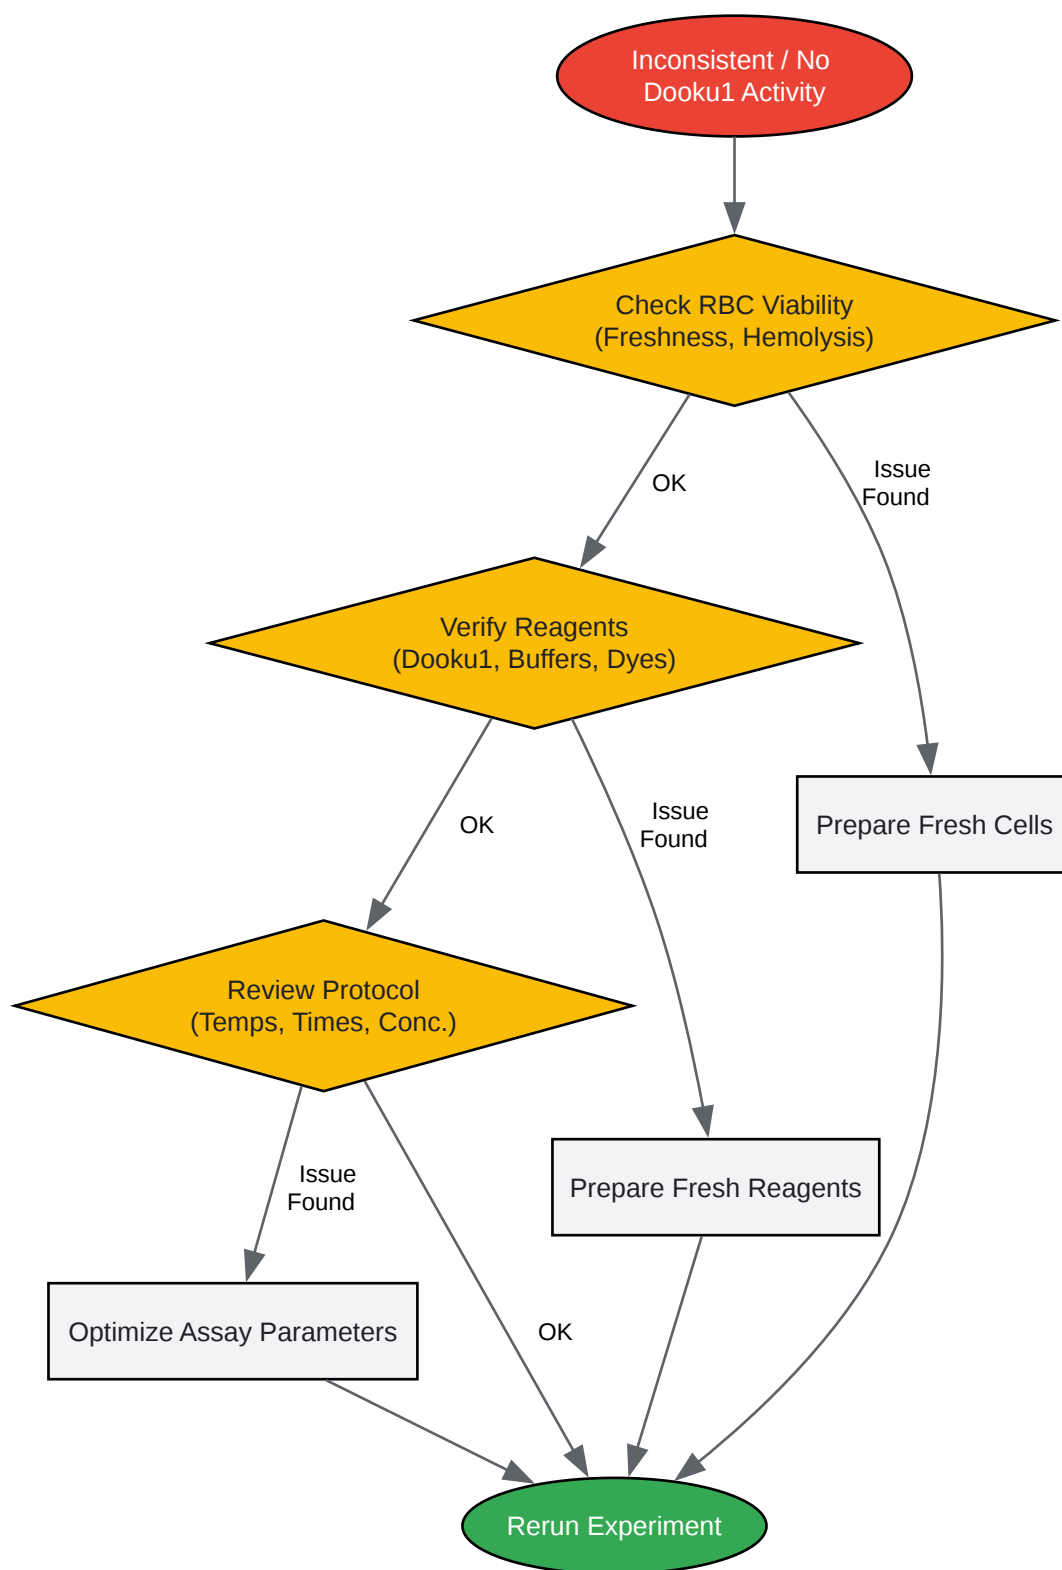 Inconsistent / No
Dooku1 Activity
Check RBC Viability
(Freshness, Hemolysis)
OK
Issue
Found
Verify Reagents
(Dooku1, Buffers, Dyes)
OK
Issue
Found
Prepare Fresh Cells
Review Protocol
(Temps, Times, Conc.)
Issue
Found
Prepare Fresh Reagents
Optimize Assay Parameters
OK
Rerun Experiment